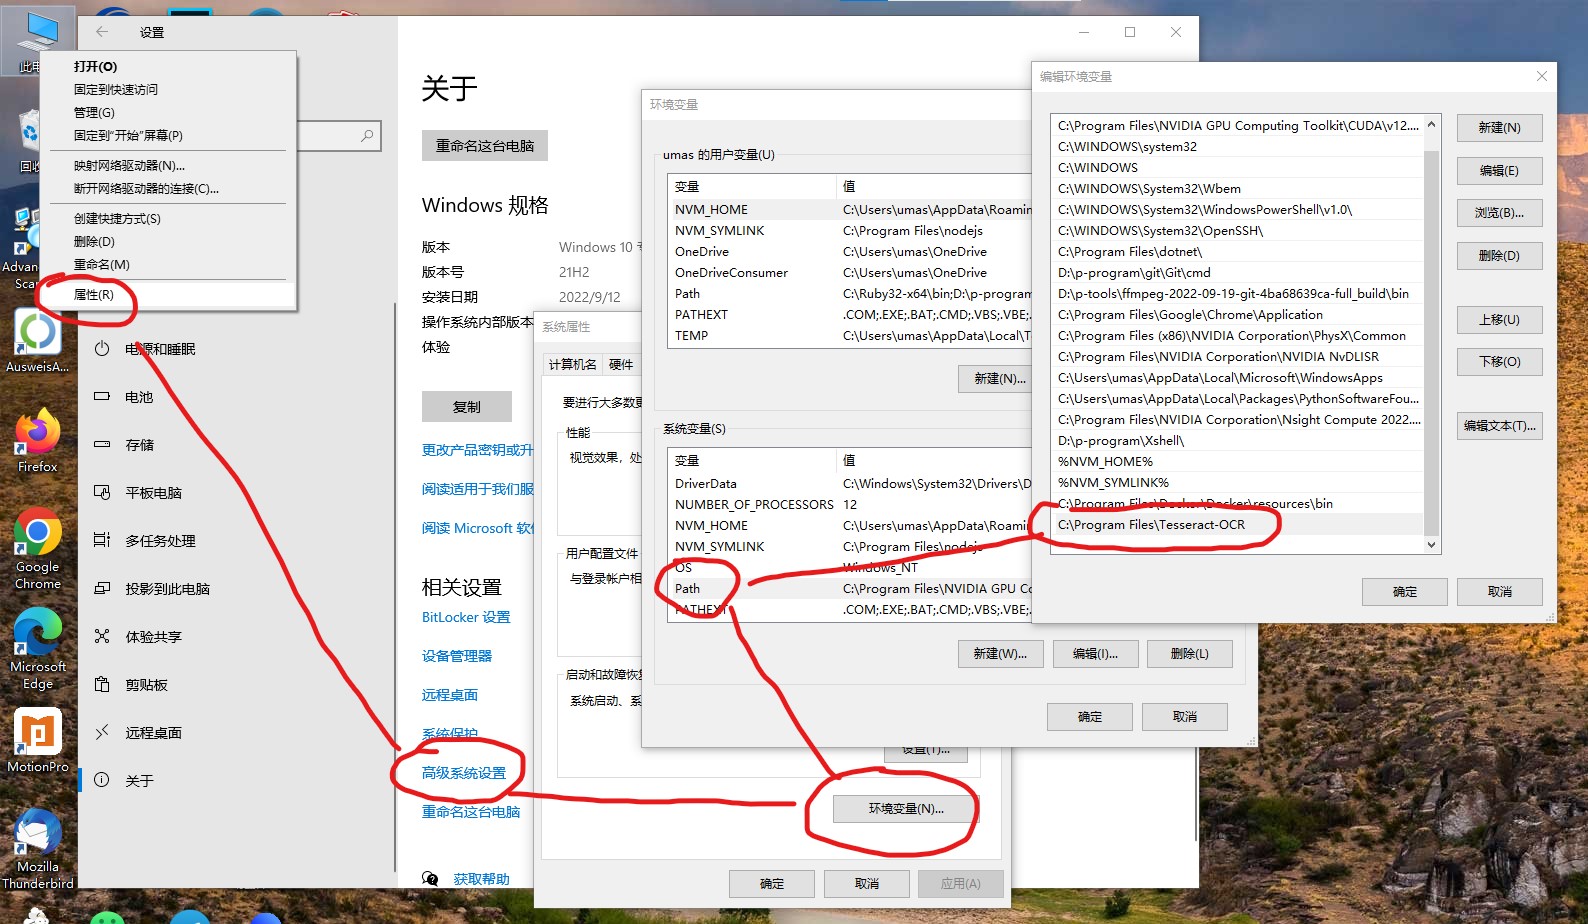 设置
打开(O)
固定到快速访问
管理(G)
固定到"开始"屏幕(P)
映射网络驱动器(N)...
断开网络驱动器的连接(C)...
创建快捷方式(S)
删除(D)
重命名(M)
属性(R)
AusweisA...
Firefox
Google
Chrome
Microsoft
Edge
MotionPro
Mozilla
Thunderbird
电源和睡眠
电池
存储
平板电脑
多任务处理
投影到此电脑
体验共享
剪贴板
远程桌面
关于
关于
重命名这台电脑
Windows 规格
版本 Windows 10
版本号 21H2
安装日期 2022/9/12
操作系统内部版本
体验
复制
更改产品密钥或升
阅读适用于我们服
阅读 Microsoft 软
相关设置
BitLocker 设置
设备管理器
远程桌面
系统保护
高级系统设置
重命名这台电脑
获取帮助
系统属性
计算机名 硬件
要进行大多数更
性能
视觉效果，处
用户配置文件
与登录帐户相
启动和故障恢复
系统启动、系
设置(T)...
环境变量(N)...
确定 取消 应用(A)
环境变量
umas 的用户变量(U)
变量 值
NVM_HOME C:\Users\umas\AppData\Roamin
NVM_SYMLINK C:\Program Files\nodejs
OneDrive C:\Users\umas\OneDrive
OneDriveConsumer C:\Users\umas\OneDrive
Path C:\Ruby32-x64\bin;D:\p-program
PATHEXT .COM;.EXE;.BAT;.CMD;.VBS;.VBE;.
TEMP C:\Users\umas\AppData\Local\T
新建(N)...
系统变量(S)
变量 值
DriverData C:\Windows\System32\Drivers\D
NUMBER_OF_PROCESSORS 12
NVM_HOME C:\Users\umas\AppData\Roamin
NVM_SYMLINK C:\Program Files\nodejs
OS Windows_NT
Path C:\Program Files\NVIDIA GPU Co
PATHEXT .COM;.EXE;.BAT;.CMD;.VBS;.VBE;.
新建(W)... 编辑(I)... 删除(L)
确定 取消
编辑环境变量
C:\Program Files\NVIDIA GPU Computing Toolkit\CUDA\v12....
C:\WINDOWS\system32
C:\WINDOWS
C:\WINDOWS\System32\Wbem
C:\WINDOWS\System32\WindowsPowerShell\v1.0\
C:\WINDOWS\System32\OpenSSH\
C:\Program Files\dotnet\
D:\p-program\git\Git\cmd
D:\p-tools\ffmpeg-2022-09-19-git-4ba68639ca-full_build\bin
C:\Program Files\Google\Chrome\Application
C:\Program Files (x86)\NVIDIA Corporation\PhysX\Common
C:\Program Files\NVIDIA Corporation\NVIDIA NvDLISR
C:\Users\umas\AppData\Local\Microsoft\WindowsApps
C:\Users\umas\AppData\Local\Packages\PythonSoftwareFou...
C:\Program Files\NVIDIA Corporation\Nsight Compute 2022....
D:\p-program\Xshell\
%NVM_HOME%
%NVM_SYMLINK%
C:\Program Files\Docker\Docker\resources\bin
C:\Program Files\Tesseract-OCR
新建(N)
编辑(E)
浏览(B)...
删除(D)
上移(U)
下移(O)
编辑文本(T)...
确定 取消